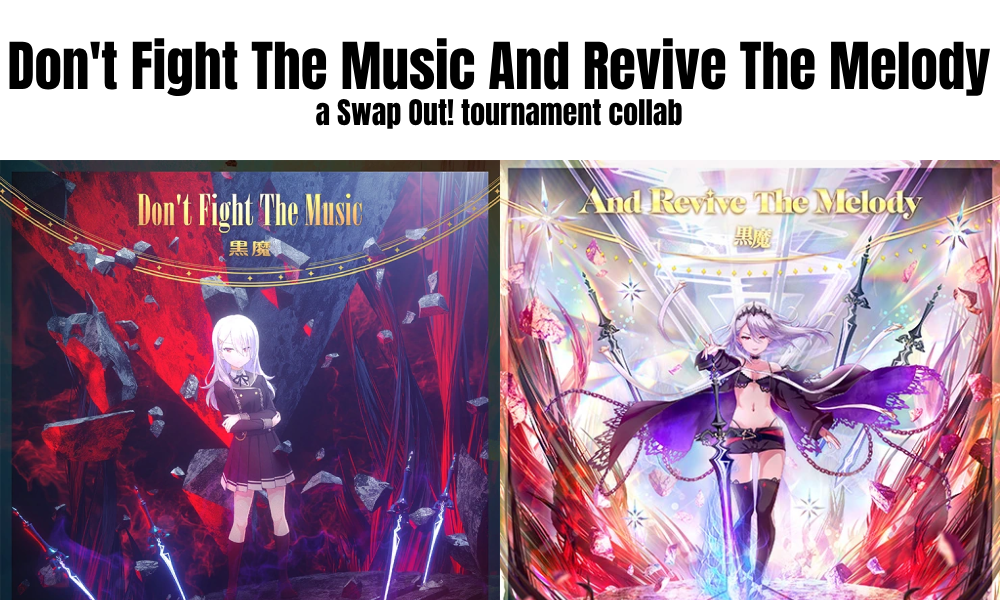 Don't Fight The Music And Revive The Melody
a Swap Out! tournament collab
Don't Fight The Music
黒魔
And Revive The Melody
黒魔